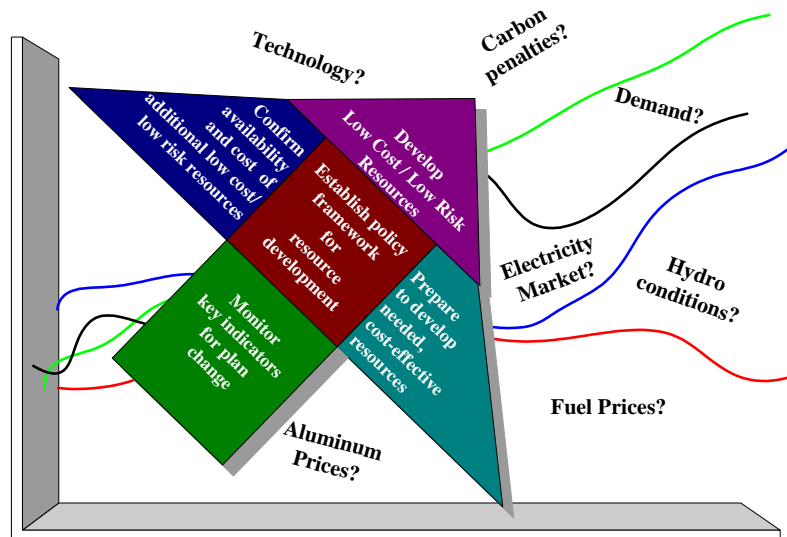 Technology?
Carbon
penalties?
Demand?
Confirm
availability
and cost of
additional low cost/
low risk resources
Develop
Low Cost / Low Risk
Resources
Establish policy
framework
for
resource
development
Electricity
Market?
Hydro
conditions?
Monitor
key indicators
for plan
change
Prepare
to develop
needed,
cost-effective
resources
Fuel Prices?
Aluminum
Prices?